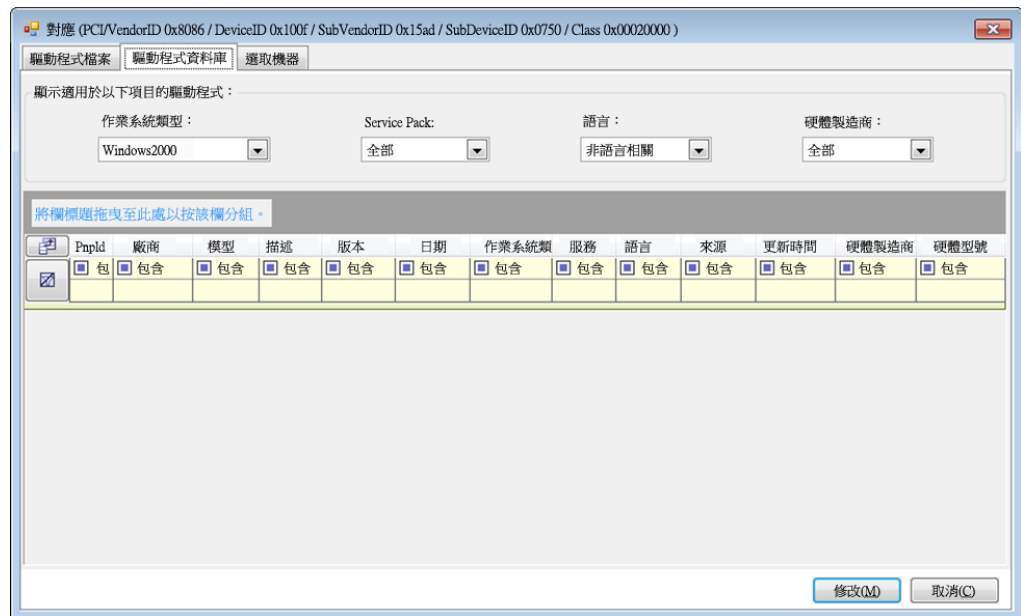 對應 (PCI/VendorID 0x8086 / DeviceID 0x100f / SubVendorID 0x15ad / SubDeviceID 0x0750 / Class 0x00020000 )
驅動程式檔案 驅動程式資料庫 選取機器
顯示適用於以下項目的驅動程式：
作業系統類型： Service Pack: 語言： 硬體製造商：
Windows2000 全部 非語言相關 全部
將欄標題拖曳至此處以按該欄分組。
PnpId 廠商 模型 描述 版本 日期 作業系統類 服務 語言 來源 更新時間 硬體製造商 硬體型號
包 包含 包含 包含 包含 包含 包含 包含 包含 包含 包含 包含 包含
修改(M) 取消(C)